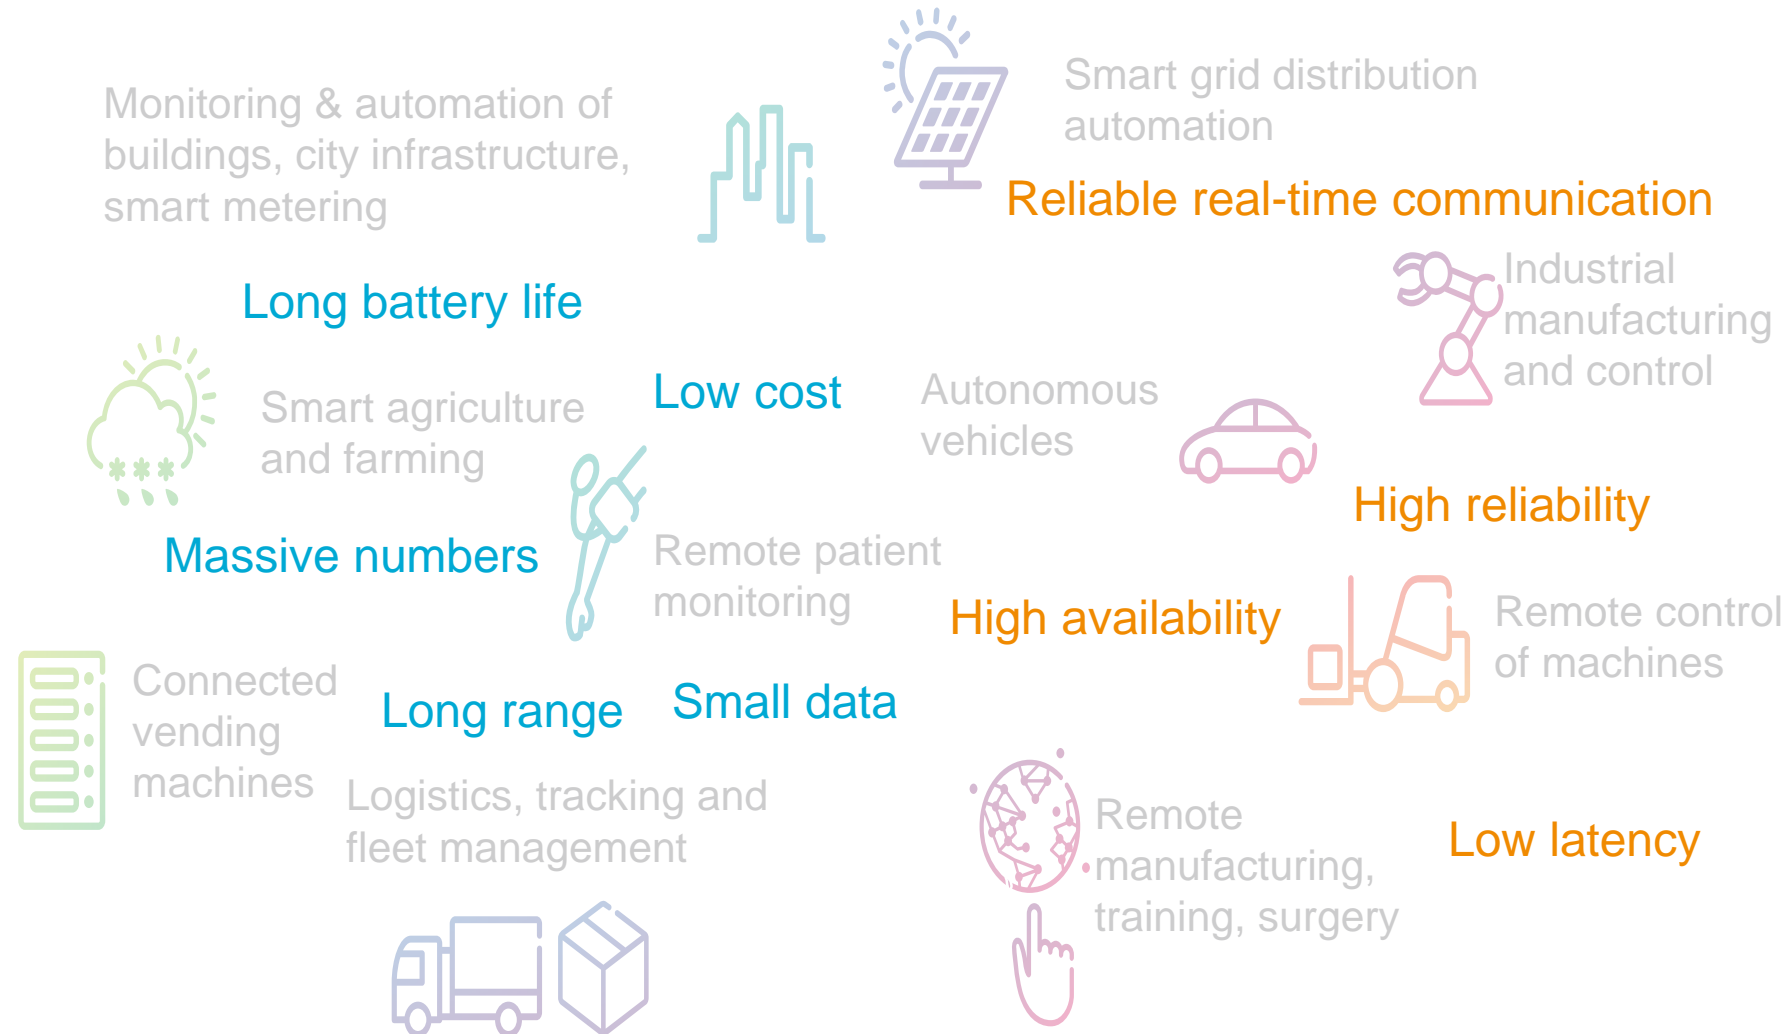 Monitoring & automation of
buildings, city infrastructure,
smart metering
Smart grid distribution
automation
Reliable real-time communication
Long battery life
Industrial
manufacturing
and control
Low cost
Autonomous
vehicles
Smart agriculture
and farming
High reliability
Massive numbers
Remote patient
monitoring
High availability
Remote control
of machines
Connected
vending
machines
Long range
Small data
Logistics, tracking and
fleet management
Remote
manufacturing,
training, surgery
Low latency